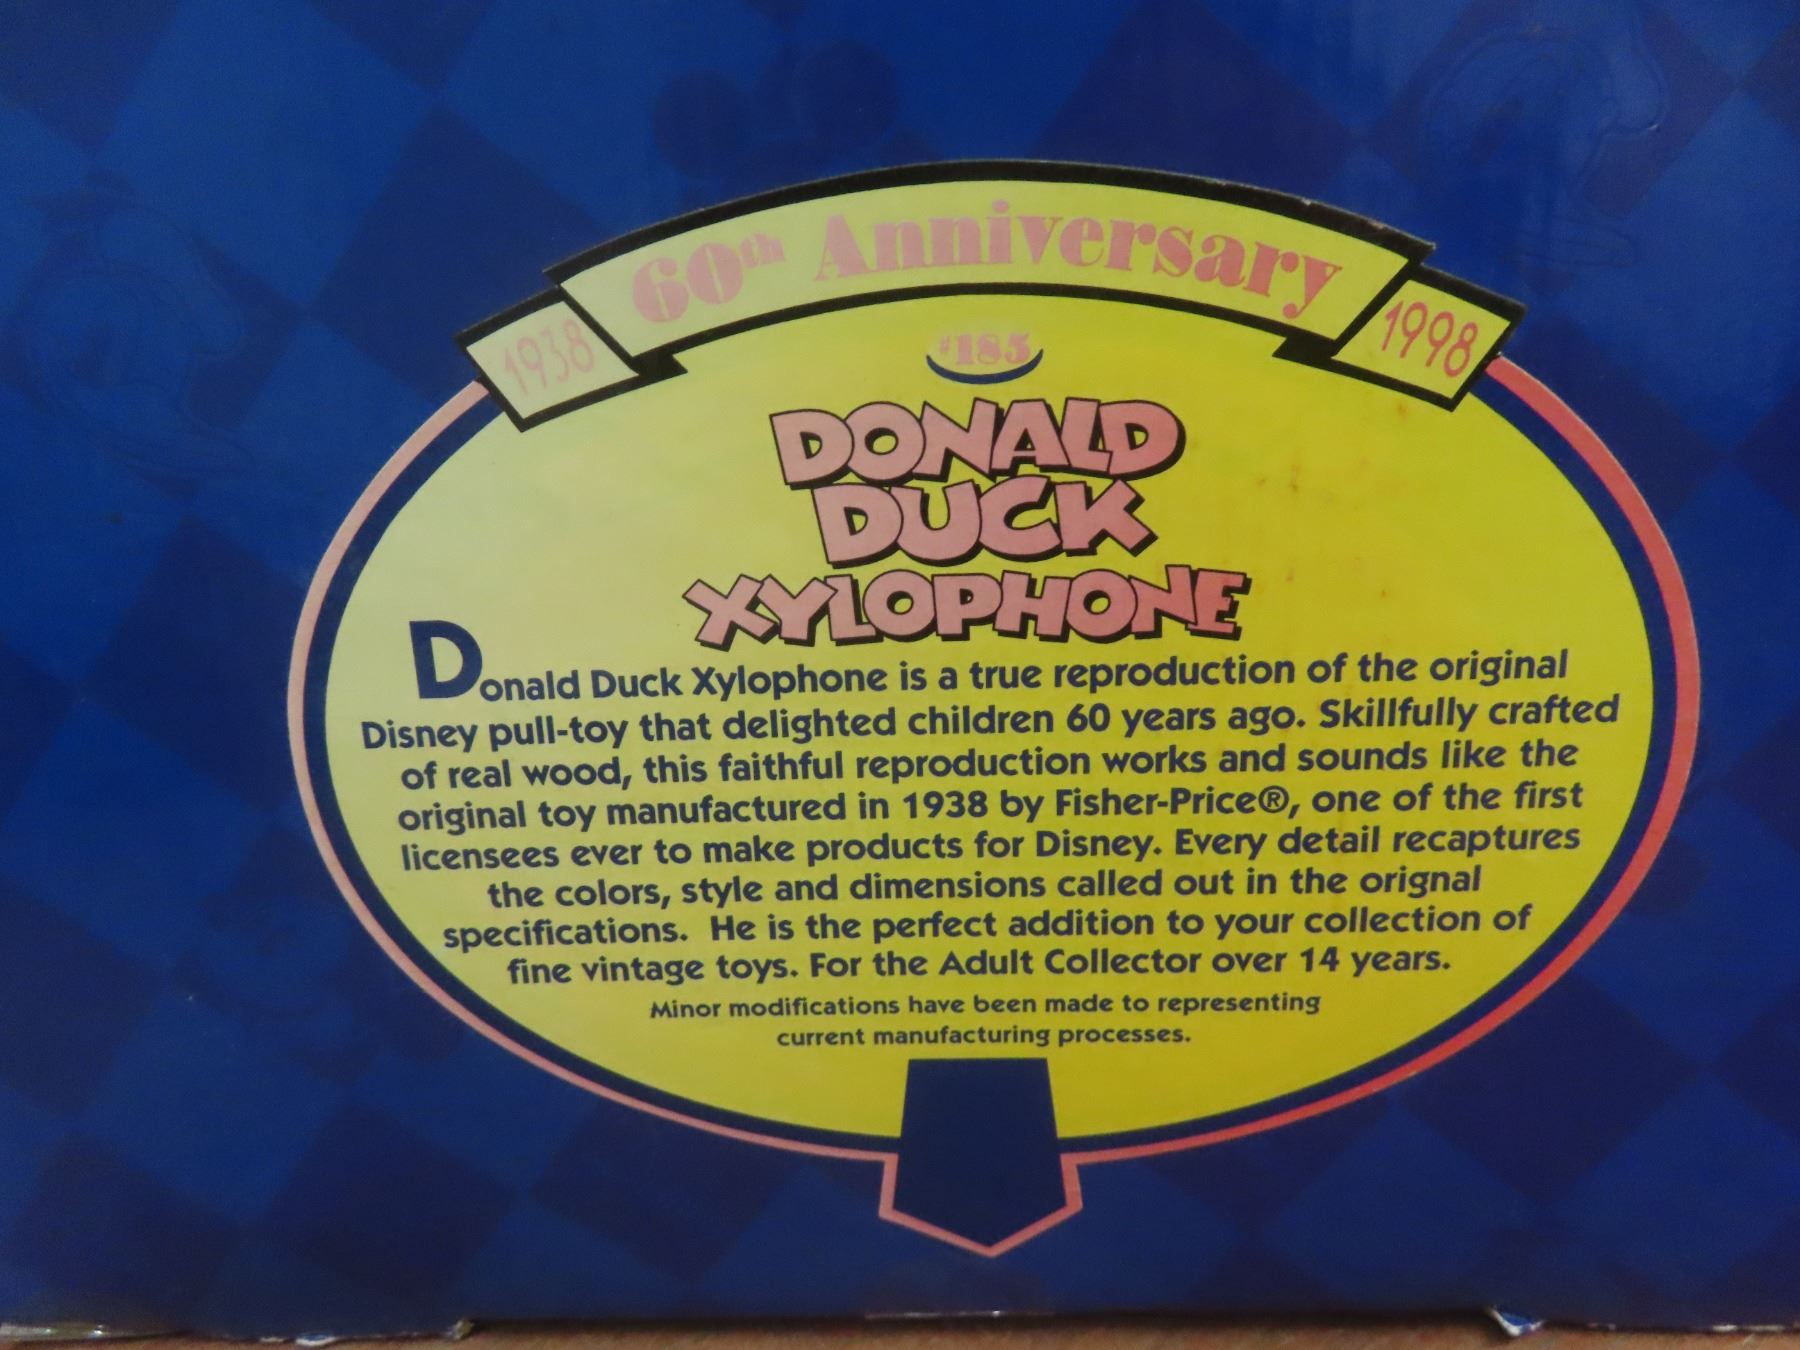 60th Anniversary
1938
1998
#185
DONALD
DUCK
XYLOPHONE
Donald Duck Xylophone is a true reproduction of the original
Disney pull-toy that delighted children 60 years ago. Skillfully crafted
of real wood, this faithful reproduction works and sounds like the
original toy manufactured in 1938 by Fisher-Price®, one of the first
licensees ever to make products for Disney. Every detail recaptures
the colors, style and dimensions called out in the orignal
specifications. He is the perfect addition to your collection of
fine vintage toys. For the Adult Collector over 14 years.
Minor modifications have been made to representing
current manufacturing processes.